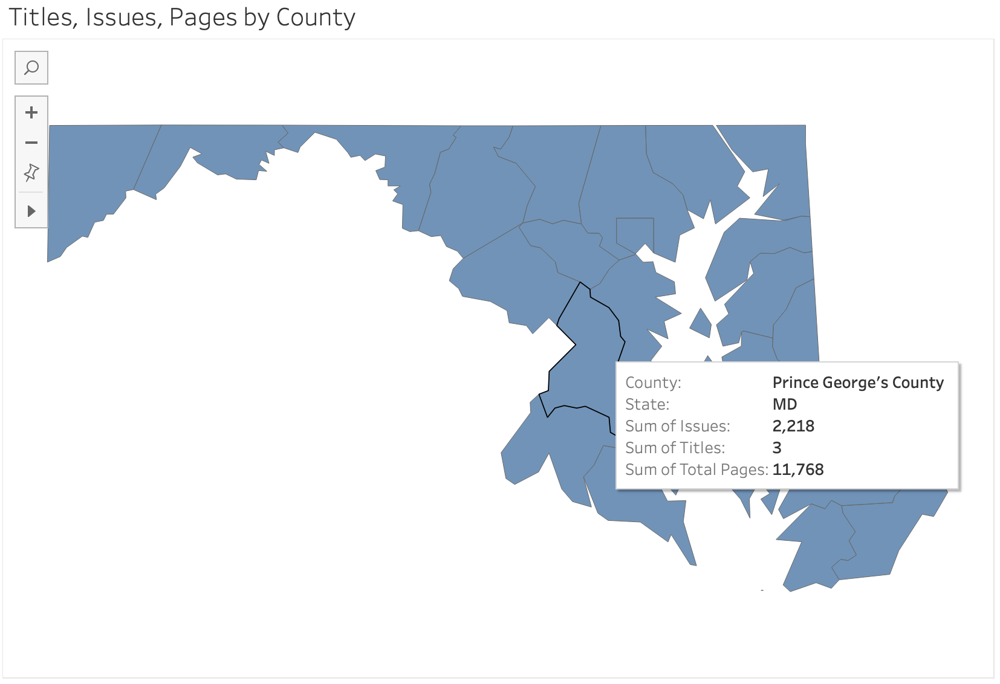 Titles, Issues, Pages by County
County: Prince George's County
State: MD
Sum of Issues: 2,218
Sum of Titles: 3
Sum of Total Pages: 11,768